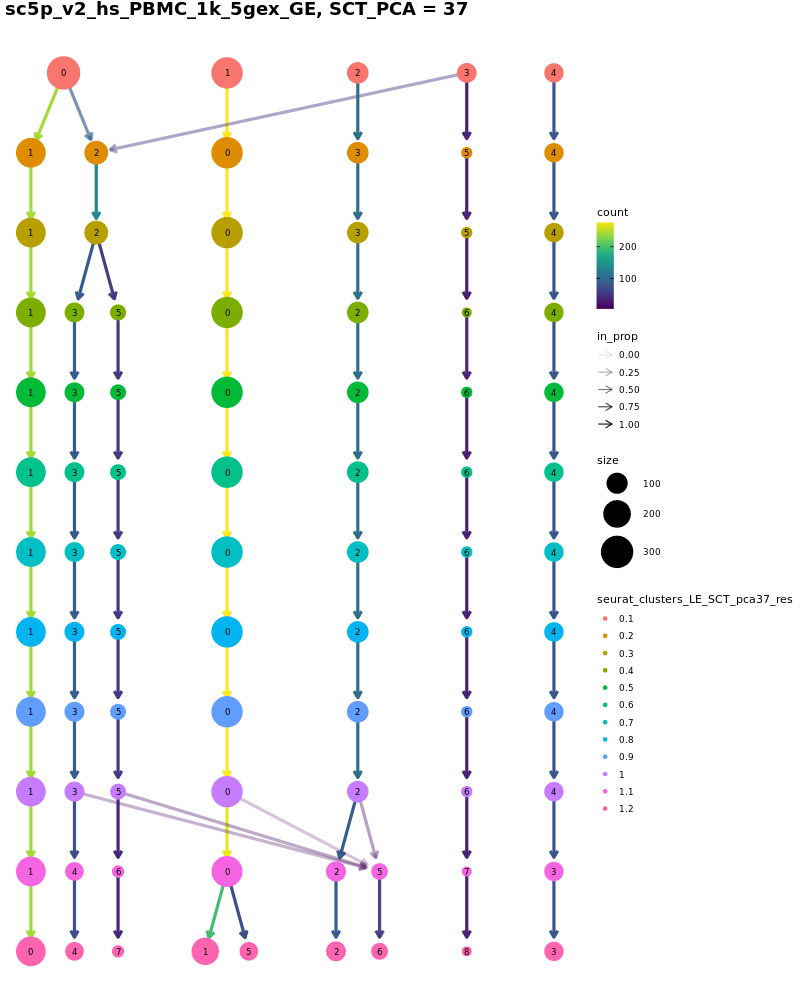 sc5p_v2_hs_PBMC_1k_5gex_GE, SCT_PCA = 37
0 1 2 3 4
1 2 0 3 5 4
1 2 0 3 5 4
1 3 5 0 2 6 4
1 3 5 0 2 6 4
1 3 5 0 2 6 4
1 3 5 0 2 6 4
1 3 5 0 2 6 4
1 3 5 0 2 6 4
1 3 5 0 2 6 4
1 4 6 0 2 5 7 3
0 4 7 1 5 2 6 8 3
count
200
100
in_prop
0.00
0.25
0.50
0.75
1.00
size
100
200
300
seurat_clusters_LE_SCT_pca37_res
0.1
0.2
0.3
0.4
0.5
0.6
0.7
0.8
0.9
1
1.1
1.2